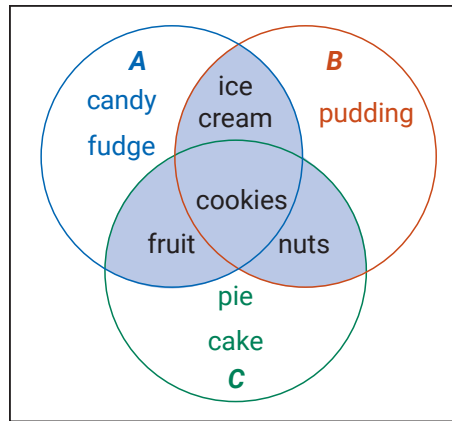 A
B
candy
ice
cream
pudding
fudge
cookies
fruit
nuts
pie
cake
C